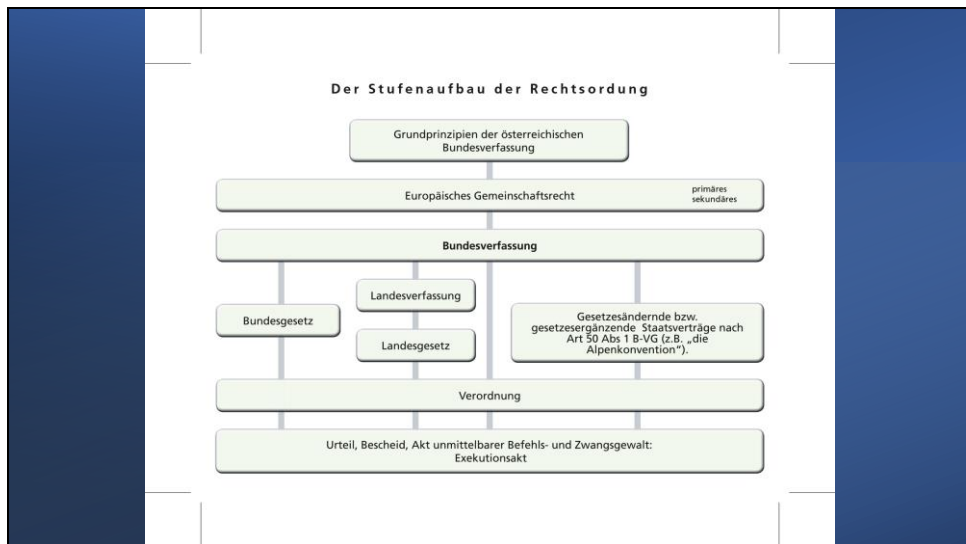 Der Stufenaufbau der Rechtsordung
Grundprinzipien der österreichischen
Bundesverfassung
Europäisches Gemeinschaftsrecht
primäres
sekundäres
Bundesverfassung
Bundesgesetz
Landesverfassung
Landesgesetz
Gesetzesändernde bzw.
gesetzesergänzende Staatsverträge nach
Art 50 Abs 1 B-VG (z.B. „die
Alpenkonvention“).
Verordnung
Urteil, Bescheid, Akt unmittelbarer Befehls- und Zwangsgewalt:
Exekutionsakt